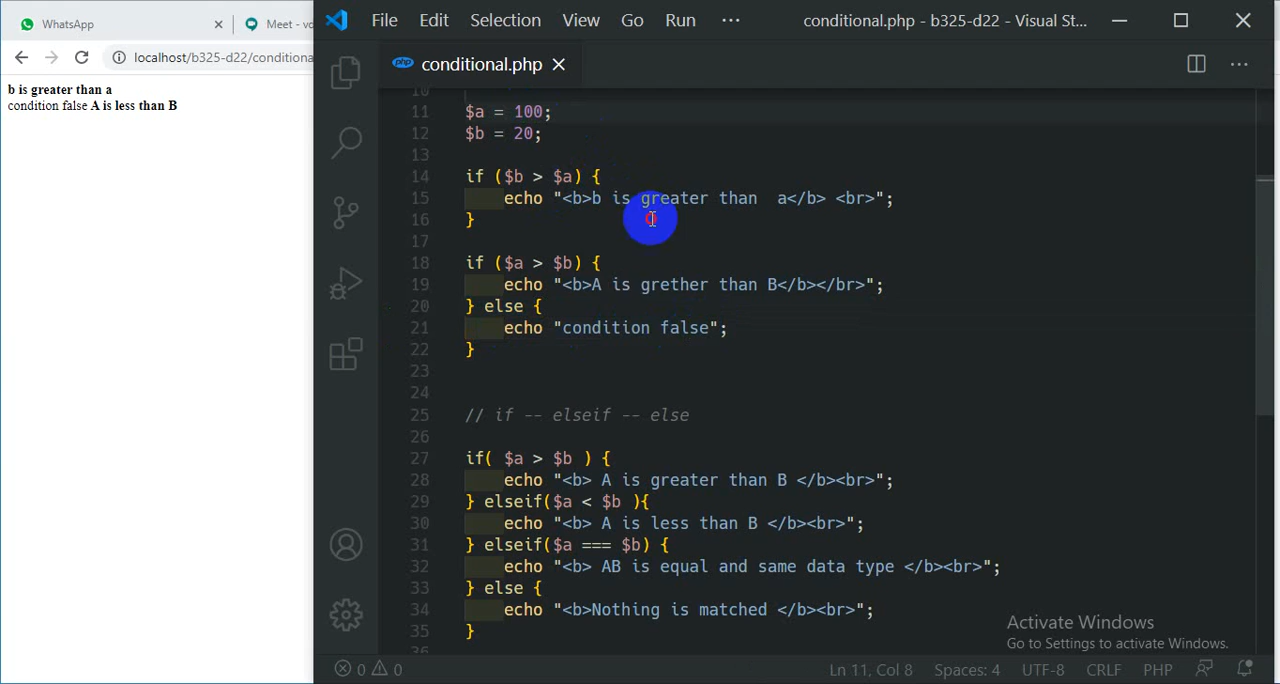 WhatsApp
Meet - vo
localhost/b325-d22/conditiona
b is greater than a
condition false A is less than B
File Edit Selection View Go Run ···
conditional.php - b325-d22 - Visual St...
php conditional.php
10
11 $a = 100;
12 $b = 20;
13
14 if ($b > $a) {
15 echo "<b>b is greater than  a</b> <br>";
16 }
17
18 if ($a > $b) {
19 echo "<b>A is grether than B</b></br>";
20 } else {
21 echo "condition false";
22 }
23
24
25 // if -- elseif -- else
26
27 if( $a > $b ) {
28 echo "<b> A is greater than B </b><br>";
29 } elseif($a < $b ){
30 echo "<b> A is less than B </b><br>";
31 } elseif($a === $b) {
32 echo "<b> AB is equal and same data type </b><br>";
33 } else {
34 echo "<b>Nothing is matched </b><br>";
35 }
36
Activate Windows
Go to Settings to activate Windows.
0 0 Ln 11, Col 8 Spaces: 4 UTF-8 CRLF PHP